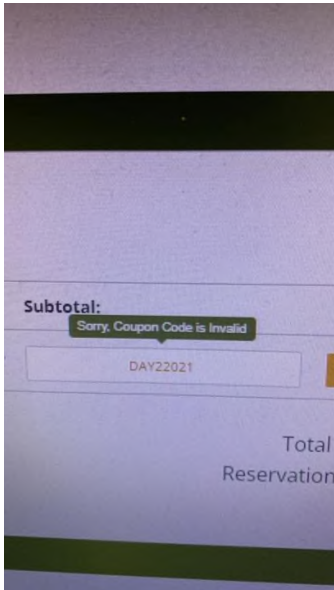 Subtotal:
Sorry, Coupon Code is Invalid
DAY22021
Total
Reservation